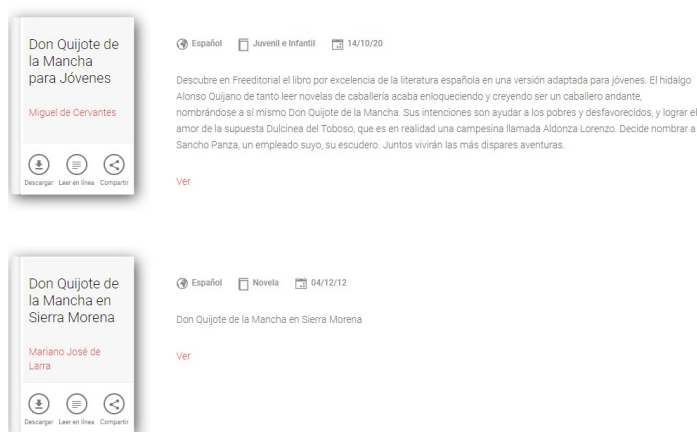 Don Quijote de
la Mancha
para Jóvenes
Miguel de Cervantes
Descargar Leer en línea Compartir
Español Juvenil e Infantil 14/10/20
Descubre en Freeditorial el libro por excelencia de la literatura española en una versión adaptada para jóvenes. El hidalgo
Alonso Quijano de tanto leer novelas de caballería acaba enloqueciendo y creyendo ser un caballero andante,
nombrándose a sí mismo Don Quijote de la Mancha. Sus intenciones son ayudar a los pobres y desfavorecidos, y lograr el
amor de la supuesta Dulcinea del Toboso, que es en realidad una campesina llamada Aldonza Lorenzo. Decide nombrar a
Sancho Panza, un empleado suyo, su escudero. Juntos vivirán las más dispares aventuras.
Ver
Don Quijote de
la Mancha en
Sierra Morena
Mariano José de
Larra
Descargar Leer en línea Compartir
Español Novela 04/12/12
Don Quijote de la Mancha en Sierra Morena
Ver